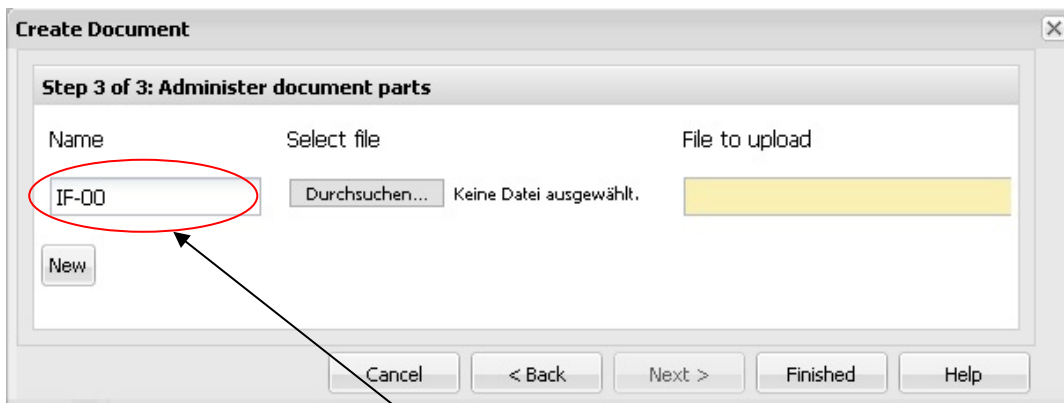 Create Document
Step 3 of 3: Administer document parts
Name Select file File to upload
IF-00 Durchsuchen... Keine Datei ausgewählt.
New
Cancel < Back Next > Finished Help